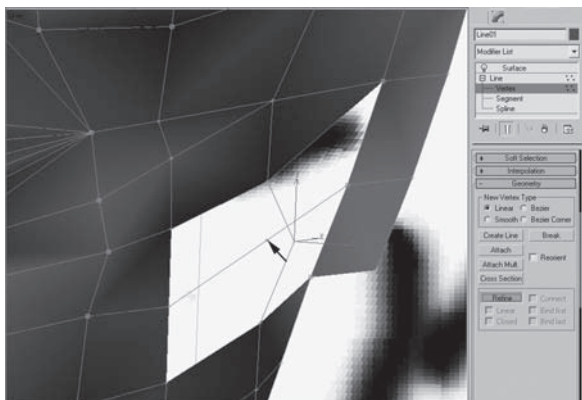 Line01
Modifier List
Surface
Line
Vertex
Segment
Spline
+ Soft Selection
+ Interpolation
- Geometry
New Vertex Type
Linear Bezier
Smooth Bezier Corner
Create Line Break
Attach
Reorient
Attach Mult.
Cross Section
Refine Connect
Linear Bind first
Closed Bind last
x